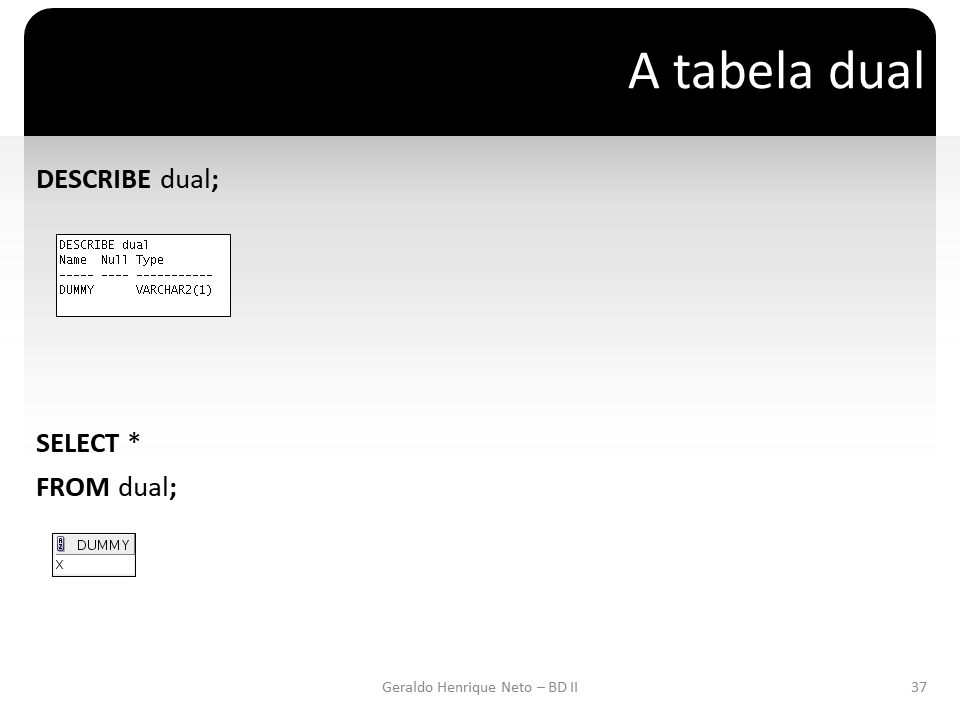 A tabela dual
DESCRIBE dual;
DESCRIBE dual
Name  Null Type
----- ---- -----------
DUMMY      VARCHAR2(1)
SELECT *
FROM dual;
DUMMY
X
Geraldo Henrique Neto – BD II
37